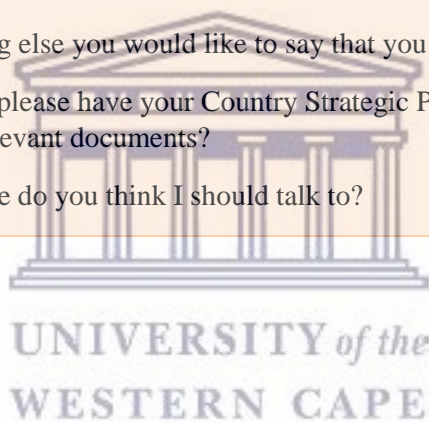 g else you would like to say that you
please have your Country Strategic P
evant documents?
e do you think I should talk to?
UNIVERSITY of the
WESTERN CAPE